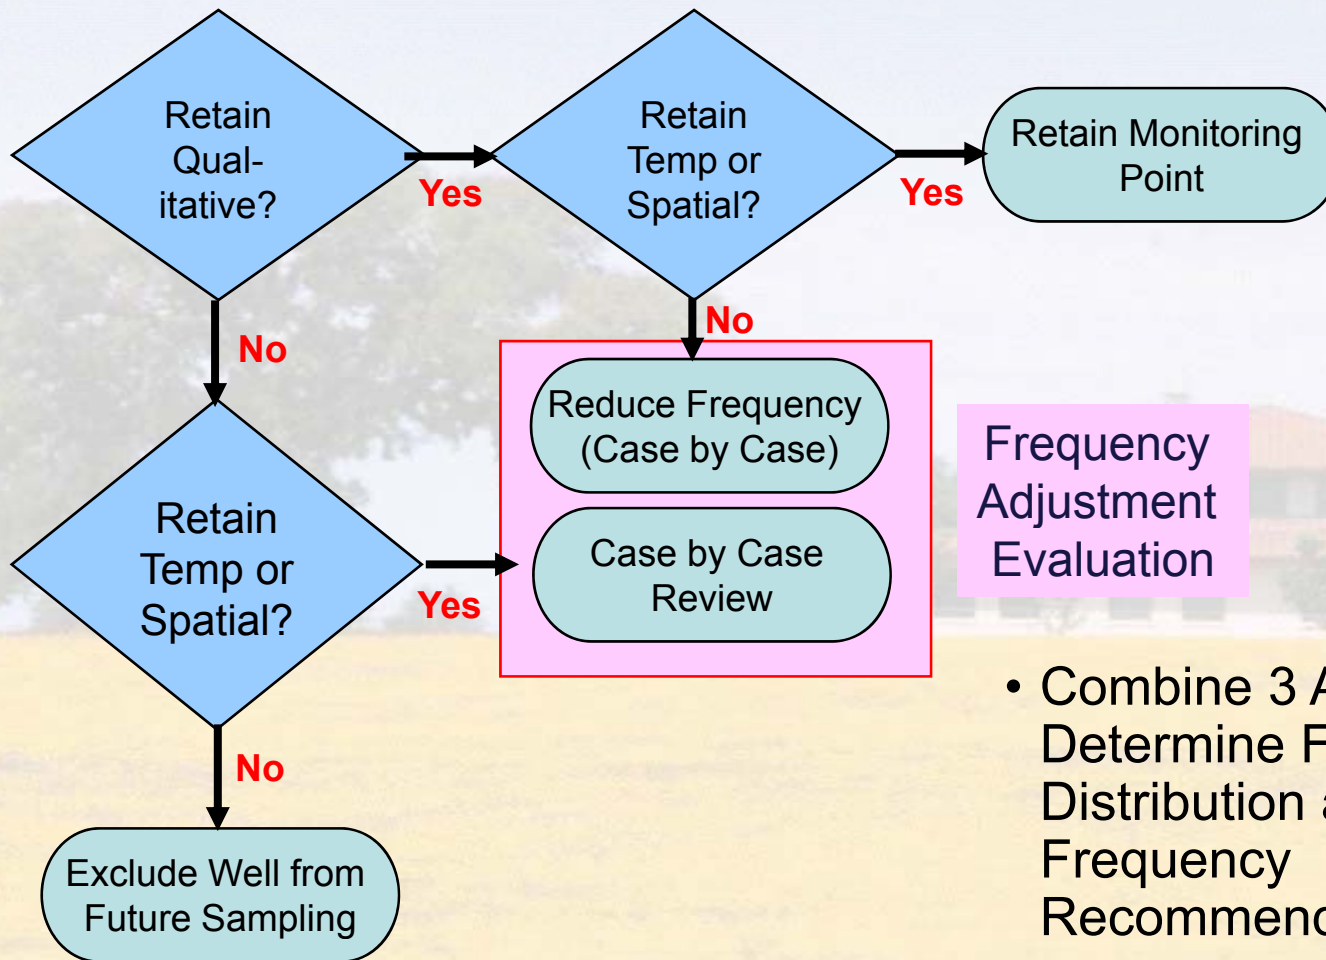 Retain
Qual-
itative?
Yes
Retain
Temp or
Spatial?
Yes
Retain Monitoring
Point
No
No
Reduce Frequency
(Case by Case)
Case by Case
Review
Frequency
Adjustment
Evaluation
Retain
Temp or
Spatial?
Yes
No
Exclude Well from
Future Sampling
• Combine 3
Determine
Distribution
Frequency